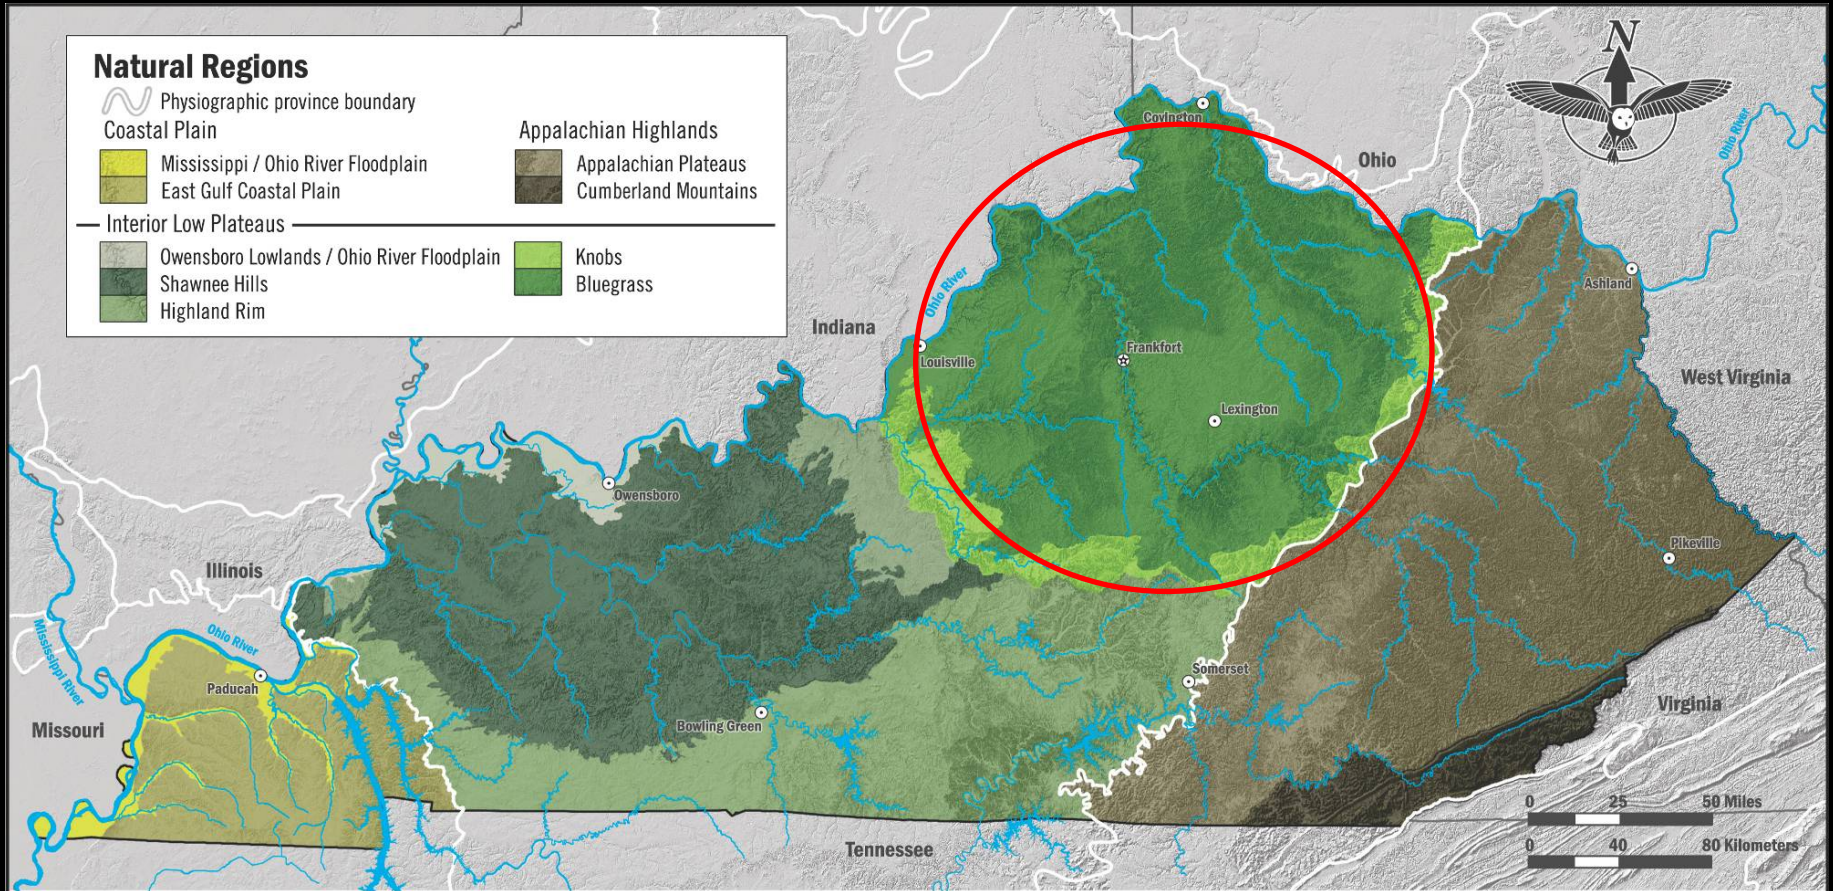 Natural Regions
Physiographic province boundary
Coastal Plain
Mississippi / Ohio River Floodplain
East Gulf Coastal Plain
Appalachian Highlands
Appalachian Plateaus
Cumberland Mountains
Interior Low Plateaus
Owensboro Lowlands / Ohio River Floodplain
Shawnee Hills
Highland Rim
Knobs
Bluegrass
N
Covington
Ohio
Ohio River
Ashland
Indiana
Ohio River
Louisville
Frankfort
Lexington
West Virginia
Owensboro
Pikeville
Illinois
Mississippi River
Ohio River
Paducah
Missouri
Bowling Green
Somerset
Virginia
Tennessee
0 25 50 Miles
0 40 80 Kilometers